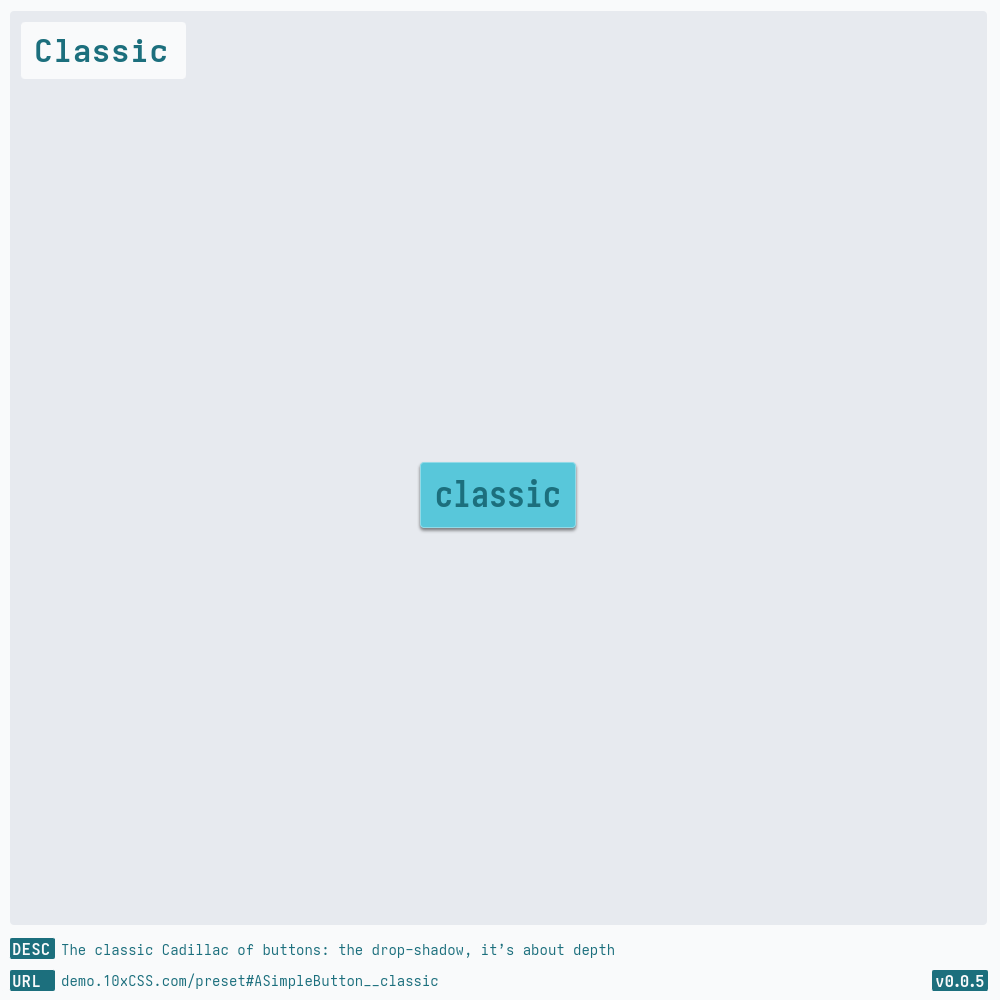 Classic
classic
DESC The classic Cadillac of buttons: the drop-shadow, it's about depth
URL demo.10xCSS.com/preset#ASimpleButton__classic v0.0.5